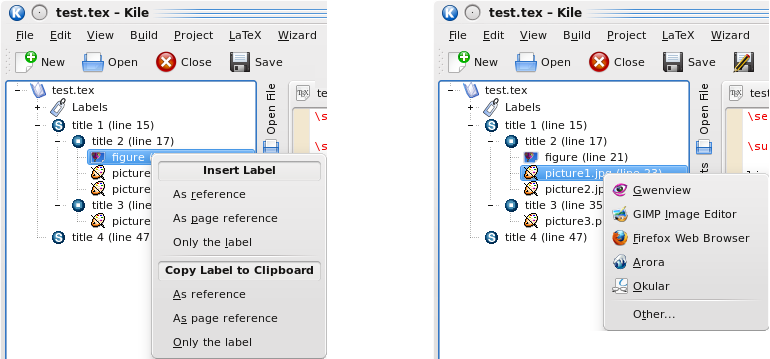 test.tex – Kile
File Edit View Build Project LaTeX Wizard
New Open Close Save
test.tex
Labels
title 1 (line 15)
title 2 (line 17)
figure (
picture
picture
title 3 (line
picture
title 4 (line 47)
Open File
te
\s
\s
Insert Label
As reference
As page reference
Only the label
Copy Label to Clipboard
As reference
As page reference
Only the label
test.tex – Kile
File Edit View Build Project LaTeX Wizard
New Open Close Save
test.tex
Labels
title 1 (line 15)
title 2 (line 17)
figure (line 21)
picture1.jpg (line 23)
picture2.jp
title 3 (line 35
picture3.p
title 4 (line 47)
Open File
test
\se
\su
Gwenview
GIMP Image Editor
Firefox Web Browser
Arora
Okular
Other...